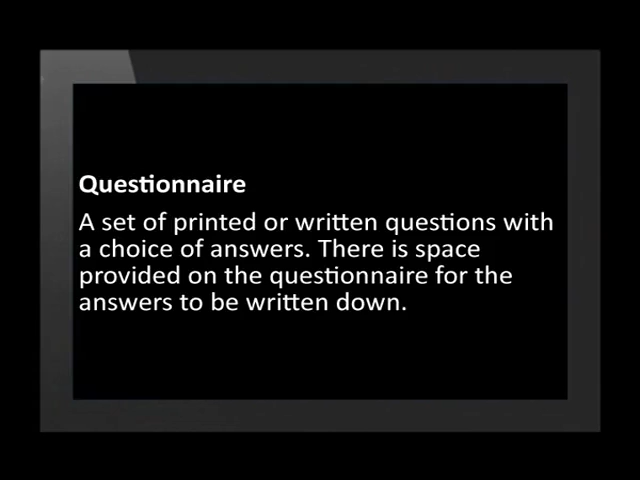 Questionnaire
A set of printed or written questions with
a choice of answers. There is space
provided on the questionnaire for the
answers to be written down.